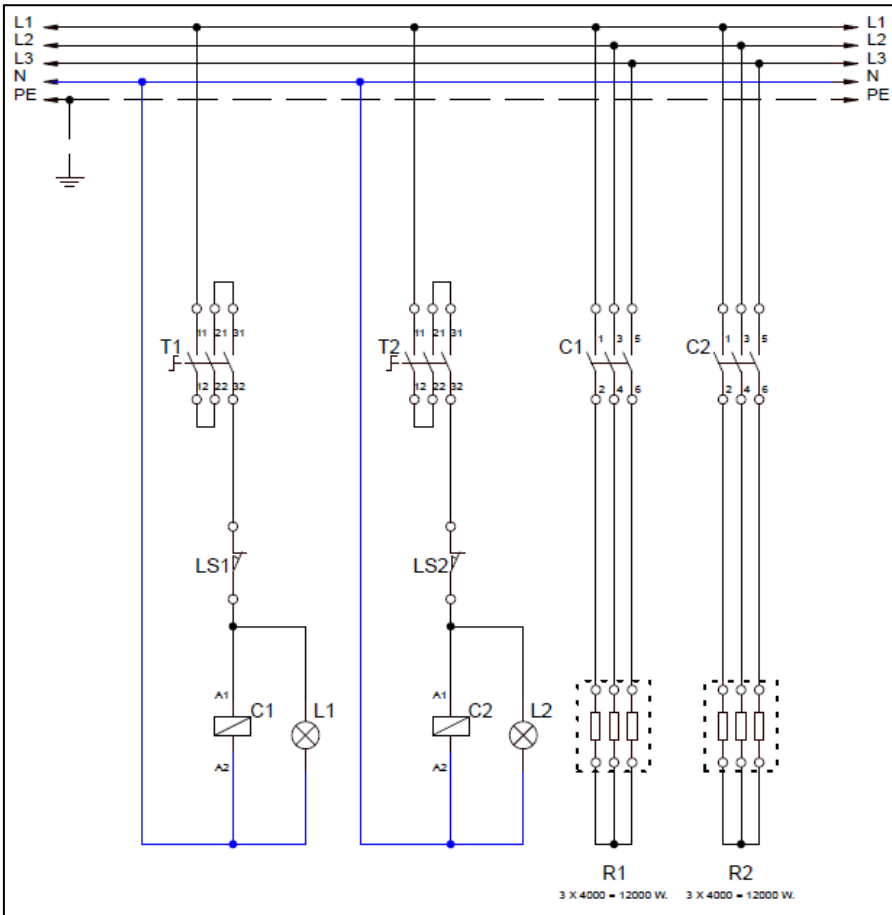 L1 L1
L2 L2
L3 L3
N N
PE PE
11 21 31 11 21 31
T1 T2 C1 1 3 5 C2 1 3 5
12 22 32 12 22 32 2 4 6 2 4 6
LS1 LS2
A1 A1
C1 L1 C2 L2
A2 A2
R1 R2
3 X 4000 = 12000 W. 3 X 4000 = 12000 W.